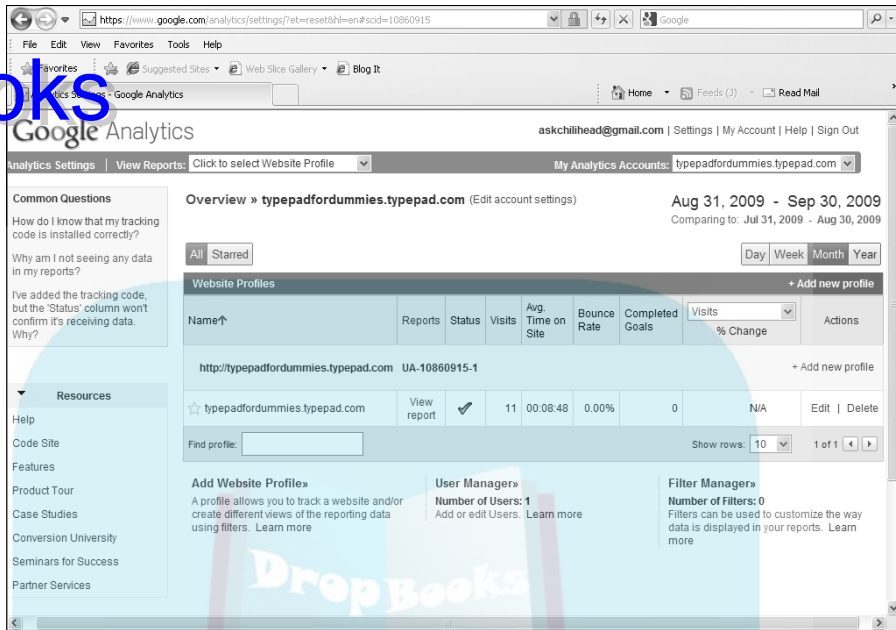 https://www.google.com/analytics/settings/?et=reset&hl=en#scid=10860915
Google
File Edit View Favorites Tools Help
Favorites Suggested Sites Web Slice Gallery Blog It
Analytics Settings - Google Analytics
Home Feeds (J) Read Mail
oks
Google Analytics
askchilihead@gmail.com | Settings | My Account | Help | Sign Out
Analytics Settings | View Reports: Click to select Website Profile
My Analytics Accounts: typepadfordummies.typepad.com
Common Questions
How do I know that my tracking
code is installed correctly?
Why am I not seeing any data
in my reports?
I've added the tracking code,
but the 'Status' column won't
confirm it's receiving data.
Why?
Resources
Help
Code Site
Features
Product Tour
Case Studies
Conversion University
Seminars for Success
Partner Services
Overview » typepadfordummies.typepad.com (Edit account settings)
Aug 31, 2009 - Sep 30, 2009
Comparing to: Jul 31, 2009 - Aug 30, 2009
All Starred
Day Week Month Year
Website Profiles
+ Add new profile
Name↑ Reports Status Visits Avg. Time on Site Bounce Rate Completed Goals Visits % Change Actions
http://typepadfordummies.typepad.com UA-10860915-1 + Add new profile
typepadfordummies.typepad.com View report ✓ 11 00:08:48 0.00% 0 N/A Edit | Delete
Find profile: Show rows: 10 1 of 1
Add Website Profile»
A profile allows you to track a website and/or
create different views of the reporting data
using filters. Learn more
User Manager»
Number of Users: 1
Add or edit Users. Learn more
Filter Manager»
Number of Filters: 0
Filters can be used to customize the way
data is displayed in your reports. Learn
more
DropBooks